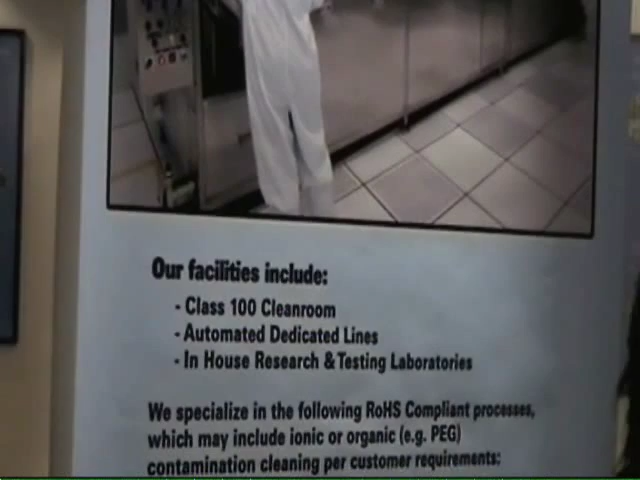 Our facilities include:
- Class 100 Cleanroom
- Automated Dedicated Lines
- In House Research & Testing Laboratories
We specialize in the following RoHS Compliant processes,
which may include ionic or organic (e.g. PEG)
contamination cleaning per customer requirements: